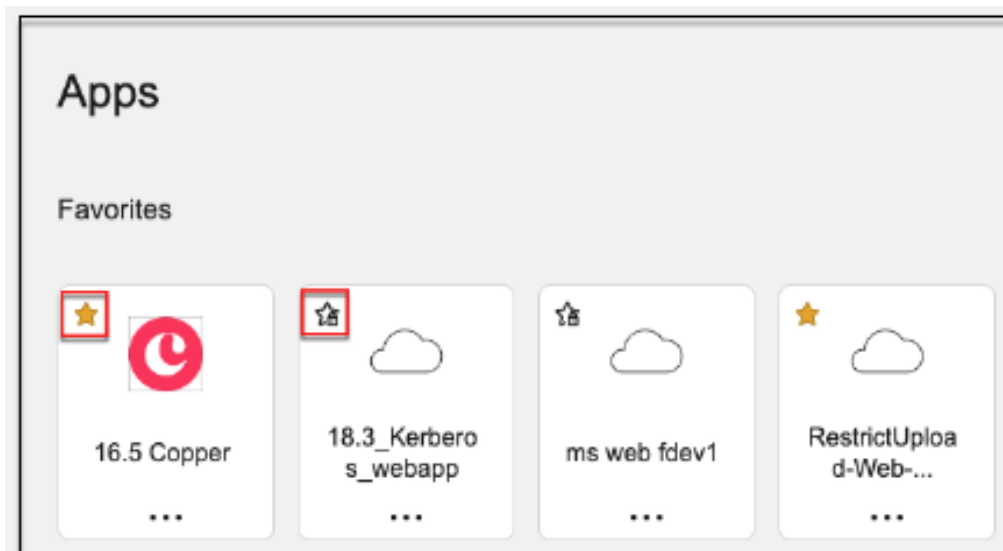 Apps
Favorites
16.5 Copper
18.3_Kerbero
s_webapp
ms web fdev1
RestrictUploa
d-Web-...